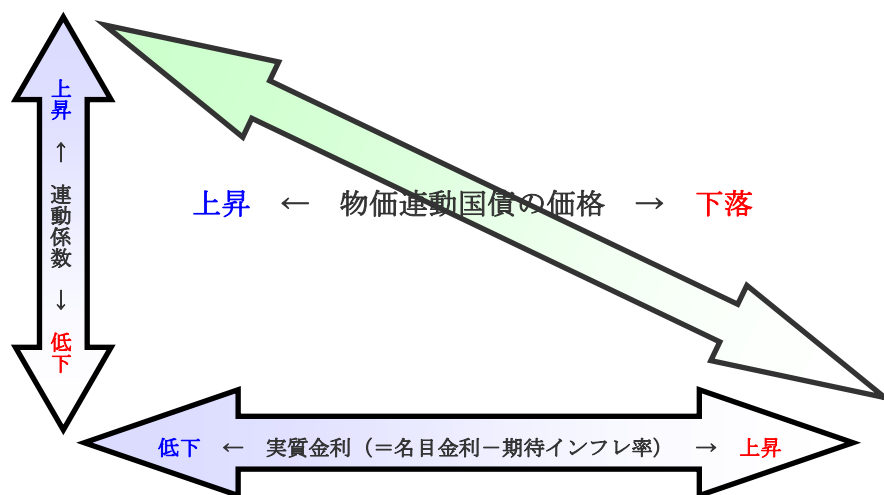 上昇 ↑ 連動係数 ↓ 低下
上昇 ← 物価連動国債の価格 → 下落
低下 ← 実質金利（＝名目金利－期待インフレ率） → 上昇